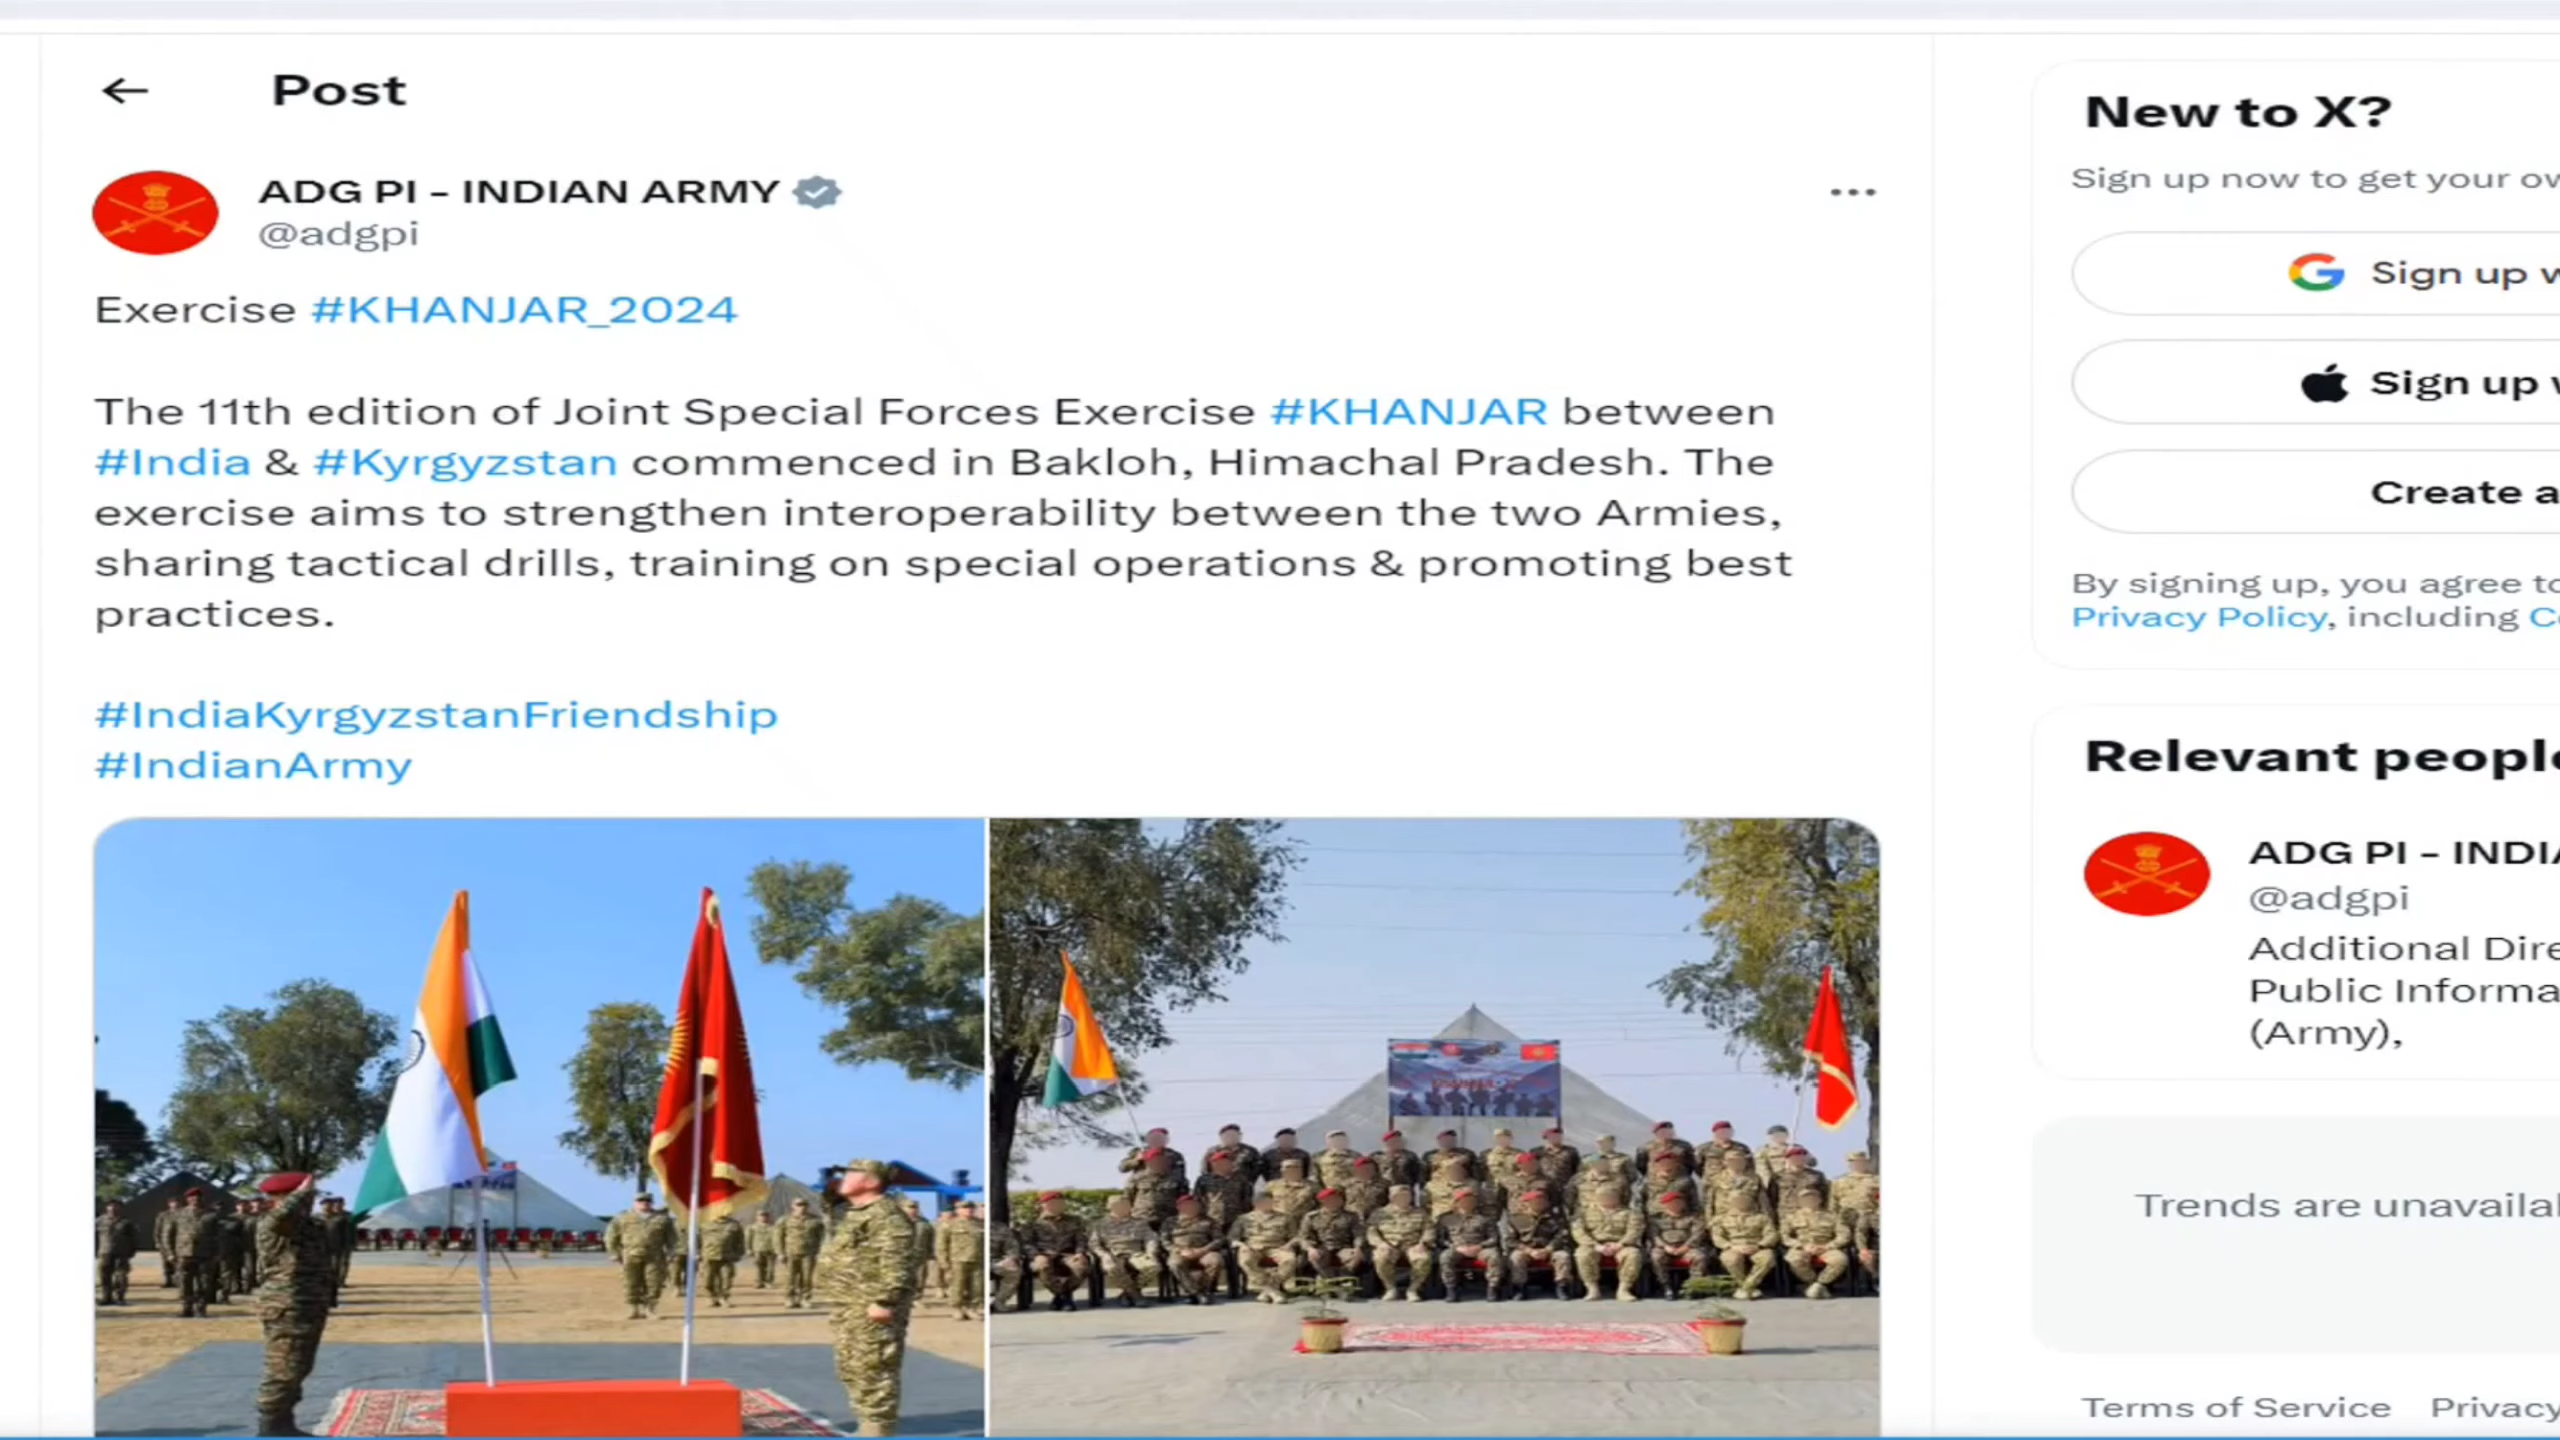 Post
ADG PI - INDIAN ARMY
@adgpi
Exercise #KHANJAR_2024
The 11th edition of Joint Special Forces Exercise #KHANJAR between
#India & #Kyrgyzstan commenced in Bakloh, Himachal Pradesh. The
exercise aims to strengthen interoperability between the two Armies,
sharing tactical drills, training on special operations & promoting best
practices.
#IndiaKyrgyzstanFriendship
#IndianArmy
New to X?
Sign up now to get your
Sign up
Sign up
Create
By signing up, you agree
Privacy Policy, including
Relevant
ADG PI -
@adgpi
Additional
Public
(Army),
Trends are
Terms of Service Privacy